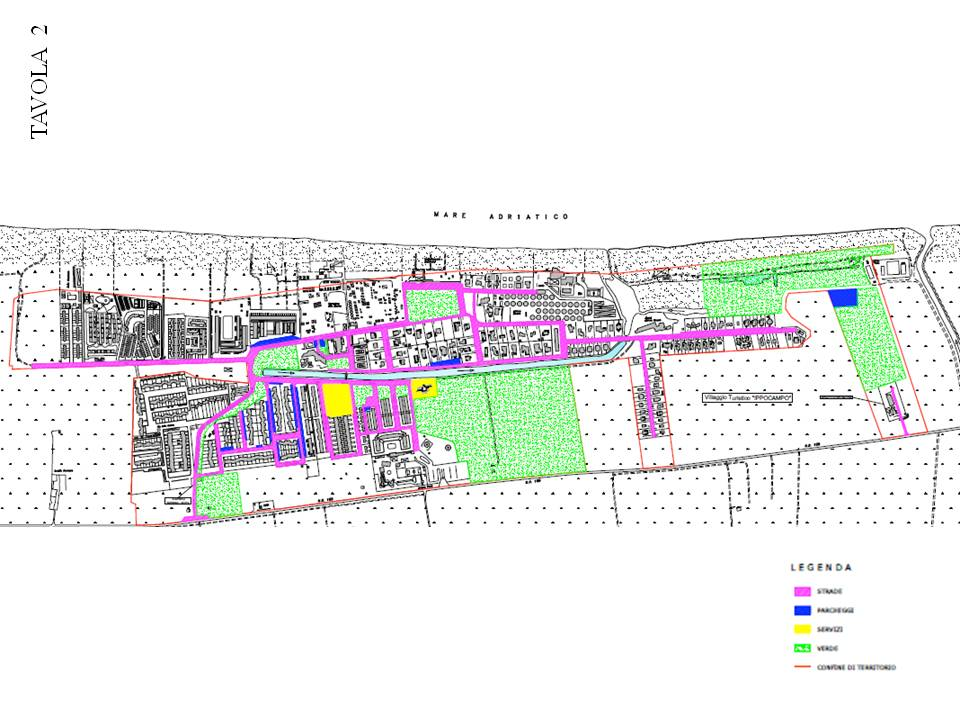 TAVOLA 2
MARE ADRIATICO
Villaggio Turistico "IPPOCAMPO"
LEGENDA
STRADE
PARCHEGGI
SERVIZI
VERDE
CONFINE DI TERRITORIO